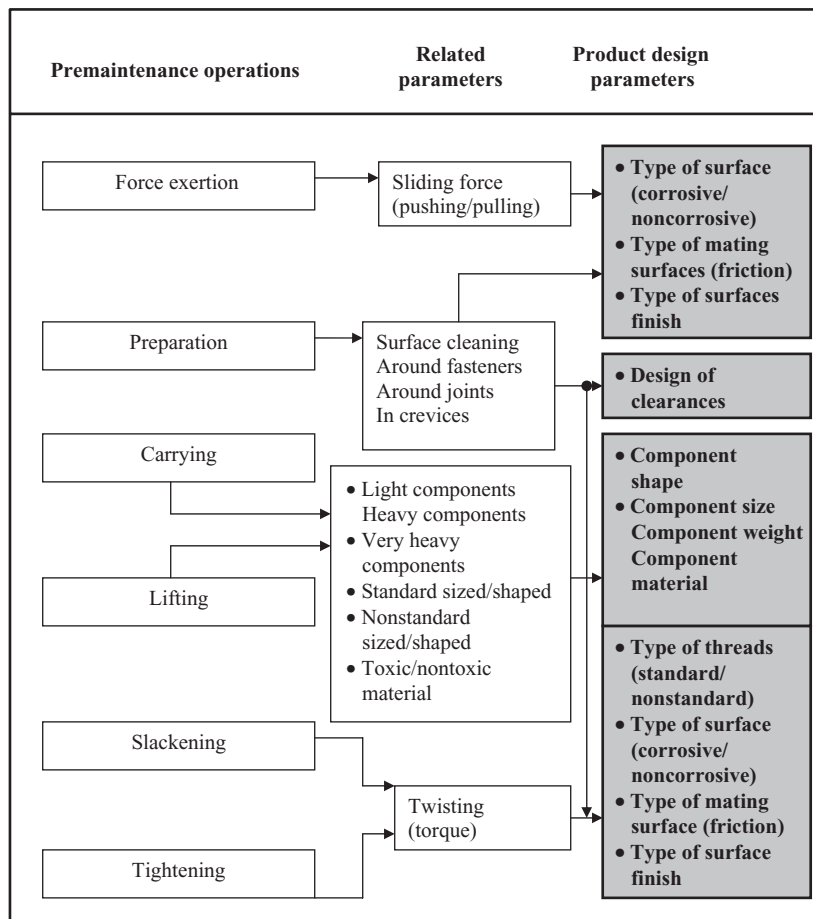 Premaintenance operations
Related
parameters
Product design
parameters
Force exertion
Sliding force
(pushing/pulling)
• Type of surface
(corrosive/
noncorrosive)
• Type of mating
surfaces (friction)
• Type of surfaces
finish
Preparation
Surface cleaning
Around fasteners
Around joints
In crevices
• Design of
clearances
Carrying
Lifting
• Light components
Heavy components
• Very heavy
components
• Standard sized/shaped
• Nonstandard
sized/shaped
• Toxic/nontoxic
material
• Component
shape
• Component size
Component weight
Component
material
Slackening
Tightening
Twisting
(torque)
• Type of threads
(standard/
nonstandard)
• Type of surface
(corrosive/
noncorrosive)
• Type of mating
surface (friction)
• Type of surface
finish